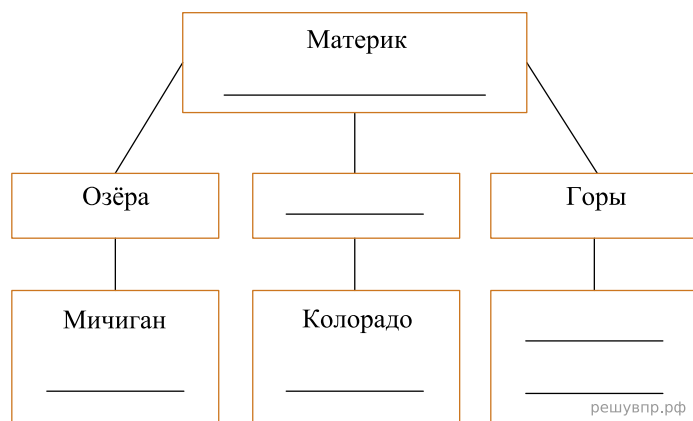 Материк
Озёра
Горы
Мичиган
Колорадо
решувпр.рф